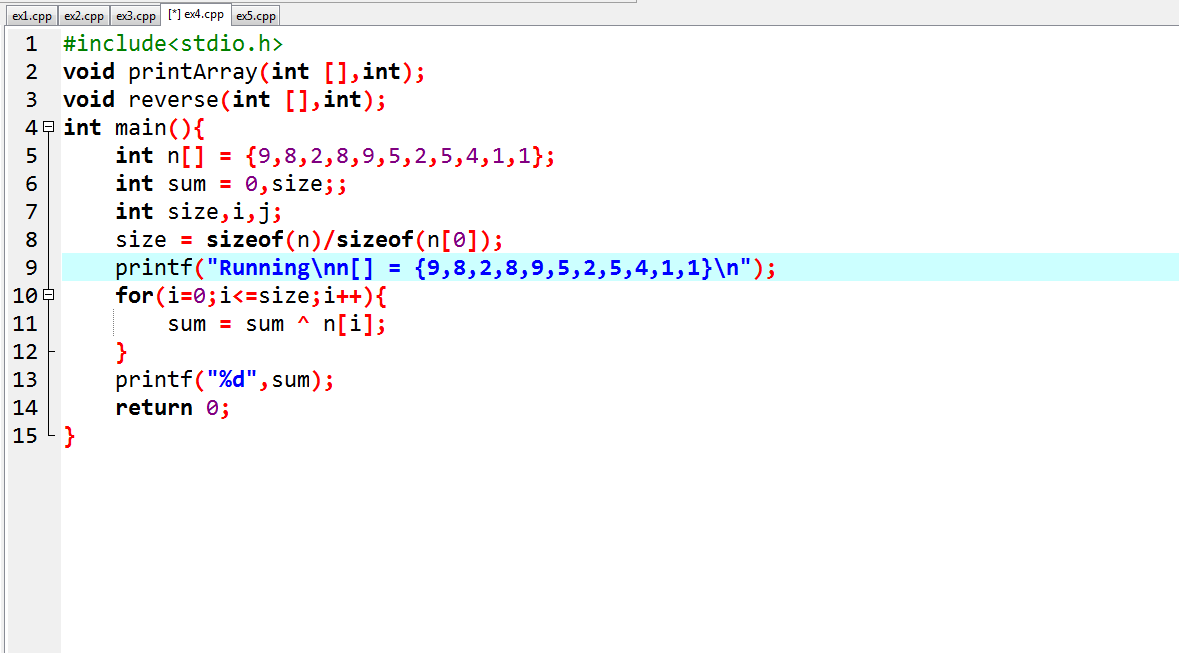 ex1.cpp ex2.cpp ex3.cpp [*] ex4.cpp ex5.cpp
1 #include<stdio.h>
2 void printArray(int [],int);
3 void reverse(int [],int);
4 int main(){
5 int n[] = {9,8,2,8,9,5,2,5,4,1,1};
6 int sum = 0,size;;
7 int size,i,j;
8 size = sizeof(n)/sizeof(n[0]);
9 printf("Running\nn[] = {9,8,2,8,9,5,2,5,4,1,1}\n");
10 for(i=0;i<=size;i++){
11 sum = sum ^ n[i];
12 }
13 printf("%d",sum);
14 return 0;
15 }